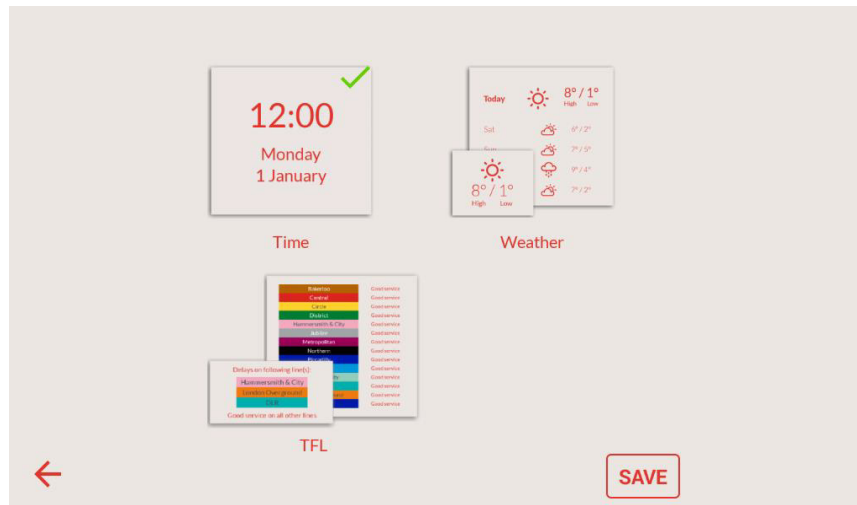 12:00
Monday
1 January
Time
Today 8° / 1°
High Low
Sat 6° / 2°
Sun 7° / 5°
9° / 4°
7° / 2°
8° / 1°
High Low
Weather
Bakerloo Good service
Central Good service
Circle Good service
District Good service
Hammersmith & City Good service
Jubilee Good service
Metropolitan Good service
Northern Good service
Piccadilly Good service
Good service
Good service
Good service
Good service
Good service
Delays on following line(s):
Hammersmith & City
London Overground
DLR
Good service on all other lines
TFL
SAVE